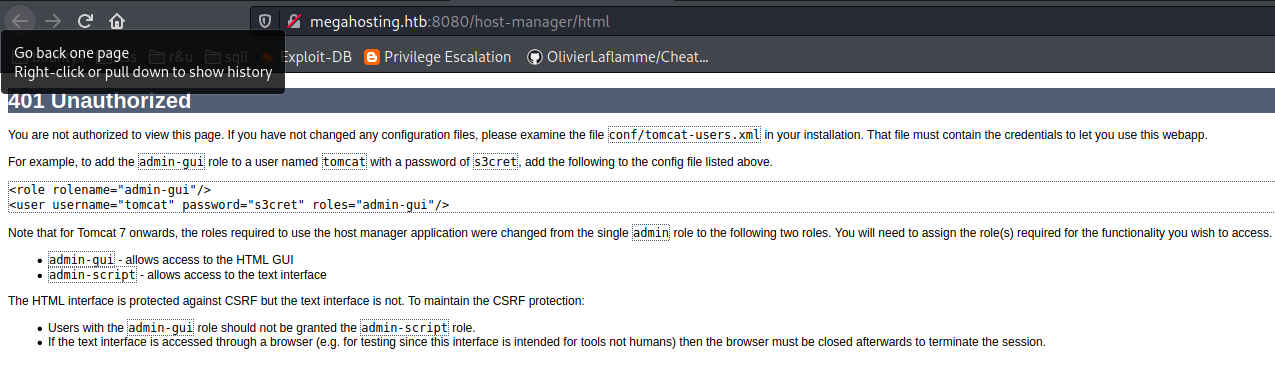 megahosting.htb:8080/host-manager/html
Go back one page
Right-click or pull down to show history
r&u
sqli
Exploit-DB
Privilege Escalation
OlivierLaflamme/Cheat...
401 Unauthorized
You are not authorized to view this page. If you have not changed any configuration files, please examine the file conf/tomcat-users.xml in your installation. That file must contain the credentials to let you use this webapp.
For example, to add the admin-gui role to a user named tomcat with a password of s3cret, add the following to the config file listed above.
<role rolename="admin-gui"/>
<user username="tomcat" password="s3cret" roles="admin-gui"/>
Note that for Tomcat 7 onwards, the roles required to use the host manager application were changed from the single admin role to the following two roles. You will need to assign the role(s) required for the functionality you wish to access.
admin-gui - allows access to the HTML GUI
admin-script - allows access to the text interface
The HTML interface is protected against CSRF but the text interface is not. To maintain the CSRF protection:
Users with the admin-gui role should not be granted the admin-script role.
If the text interface is accessed through a browser (e.g. for testing since this interface is intended for tools not humans) then the browser must be closed afterwards to terminate the session.